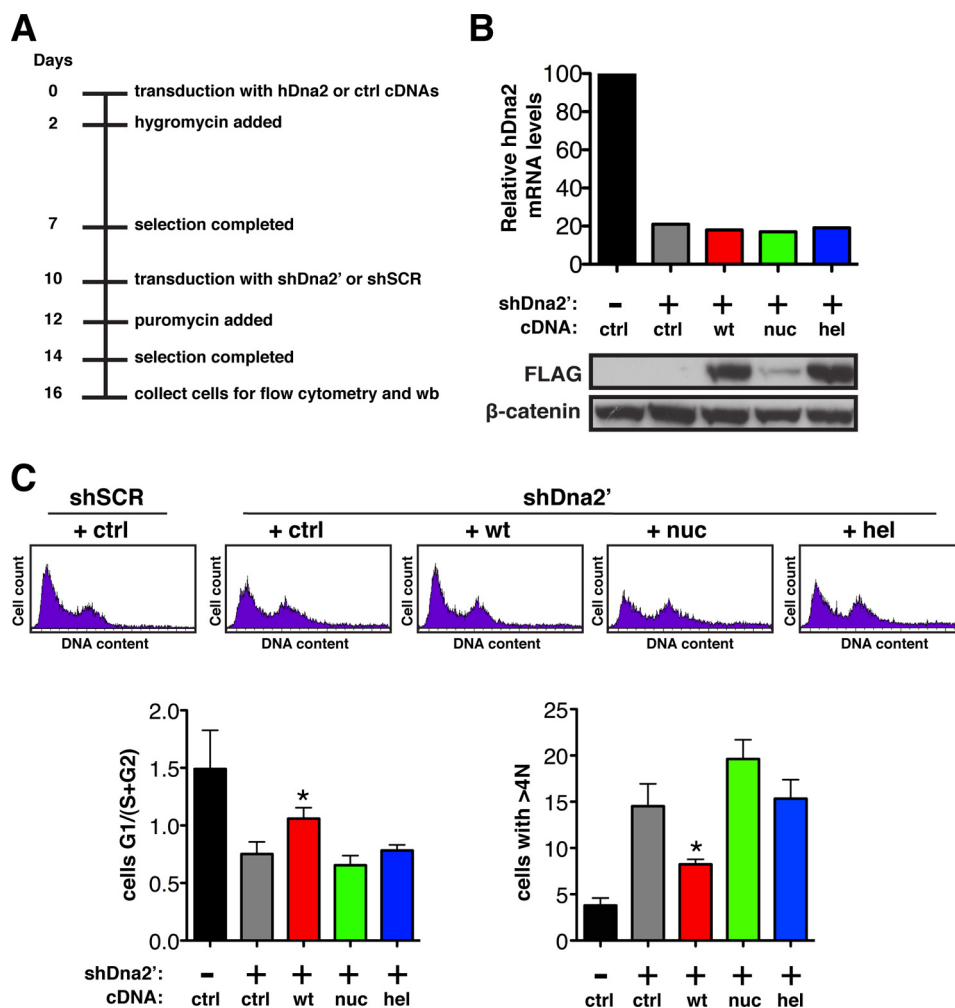 A
Days
0 transduction with hDna2 or ctrl cDNAs
2 hygromycin added
7 selection completed
10 transduction with shDna2' or shSCR
12 puromycin added
14 selection completed
16 collect cells for flow cytometry and wb
B
Relative hDna2
mRNA levels
100
80
60
40
20
0
shDna2': - + + + +
cDNA: ctrl ctrl wt nuc hel
FLAG
β-catenin
C
shSCR shDna2'
+ ctrl + ctrl + wt + nuc + hel
Cell count Cell count Cell count Cell count Cell count
DNA content DNA content DNA content DNA content DNA content
cells G1/(S+G2)
2.0
1.5
1.0
0.5
0.0
*
shDna2': - + + + +
cDNA: ctrl ctrl wt nuc hel
cells with >4N
25
20
15
10
5
0
*
- + + + +
ctrl ctrl wt nuc hel